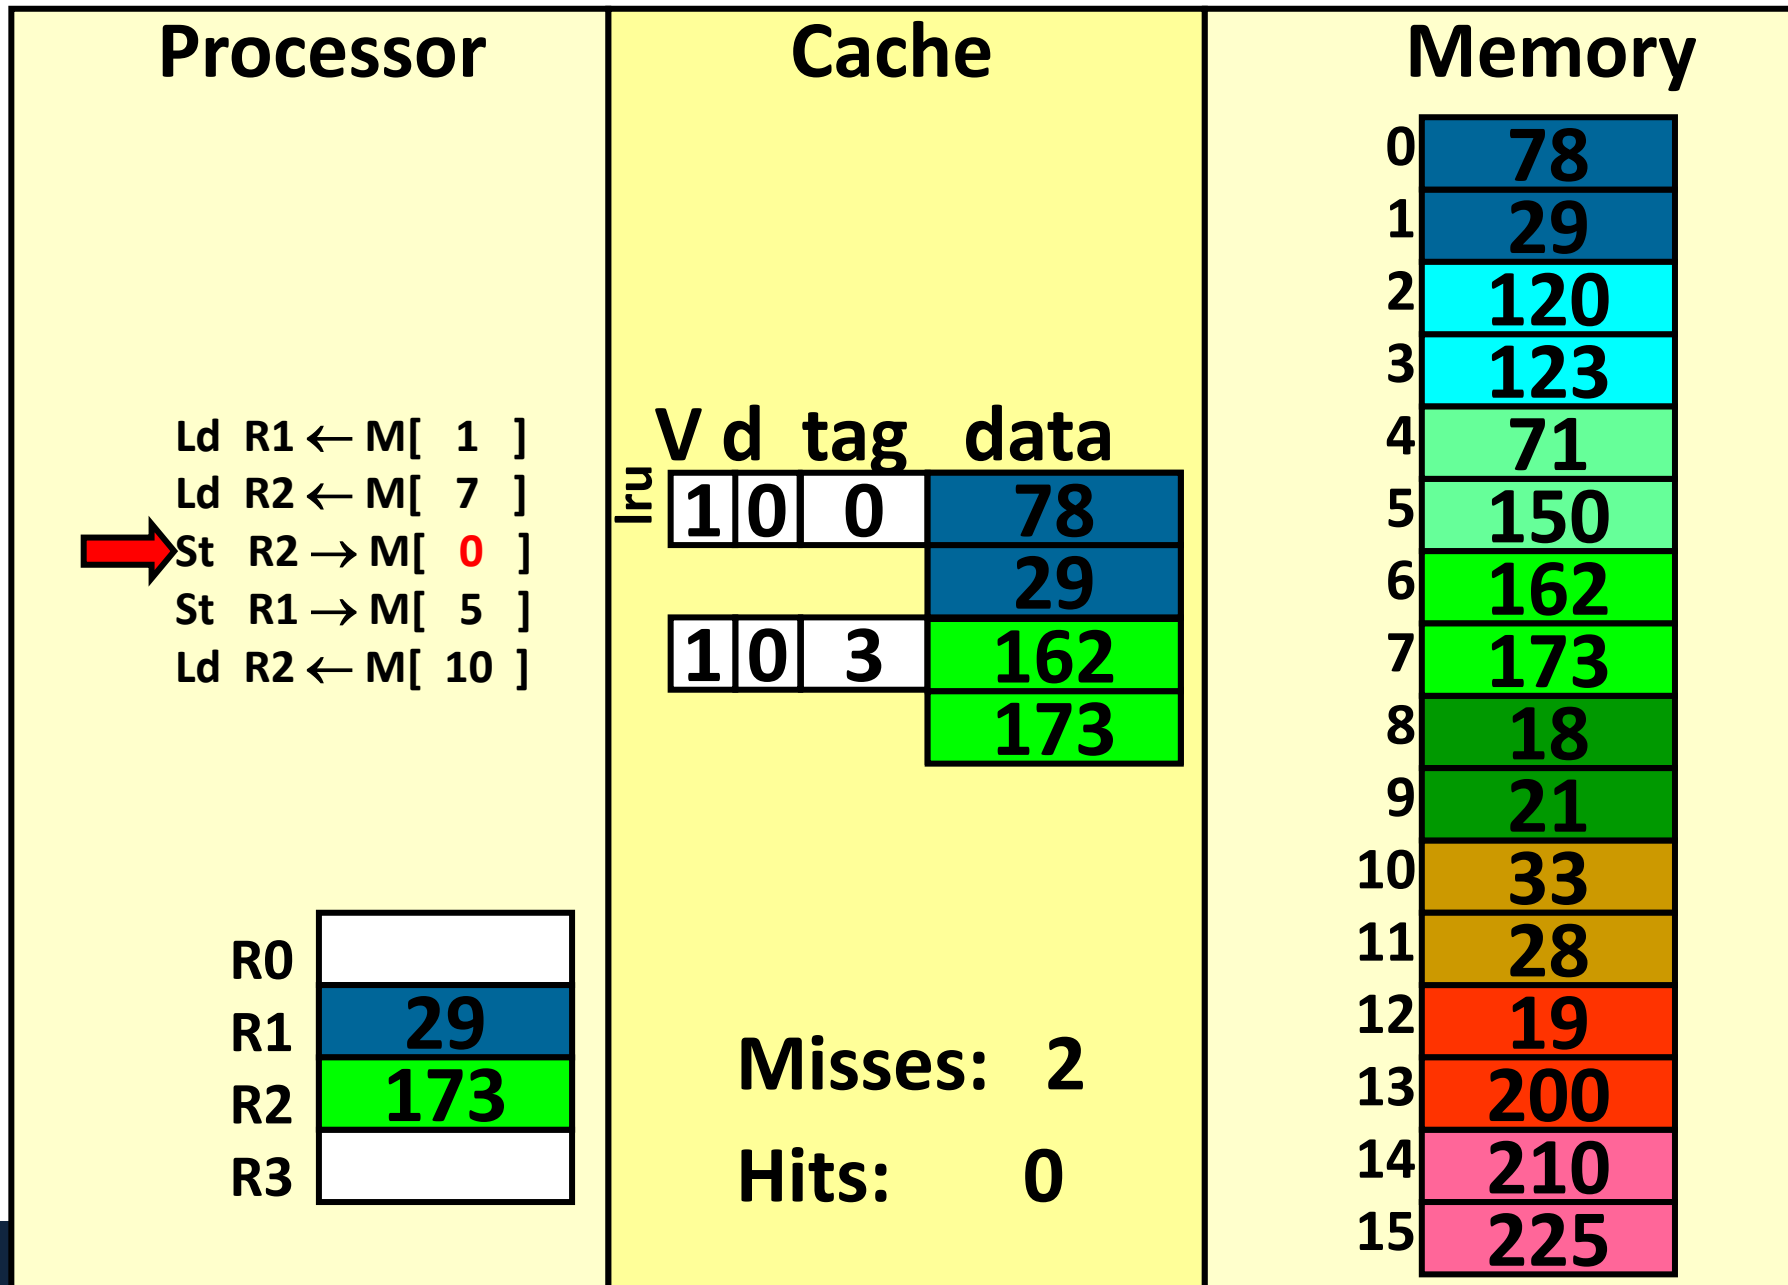 Processor
Ld R1 ← M[ 1 ]
Ld R2 ← M[ 7 ]
St R2 → M[ 0 ]
St R1 → M[ 5 ]
Ld R2 ← M[ 10 ]
R0
R1 29
R2 173
R3
Cache
V d tag data
lru
1 0 0 78
29
1 0 3 162
173
Misses: 2
Hits: 0
Memory
0 78
1 29
2 120
3 123
4 71
5 150
6 162
7 173
8 18
9 21
10 33
11 28
12 19
13 200
14 210
15 225